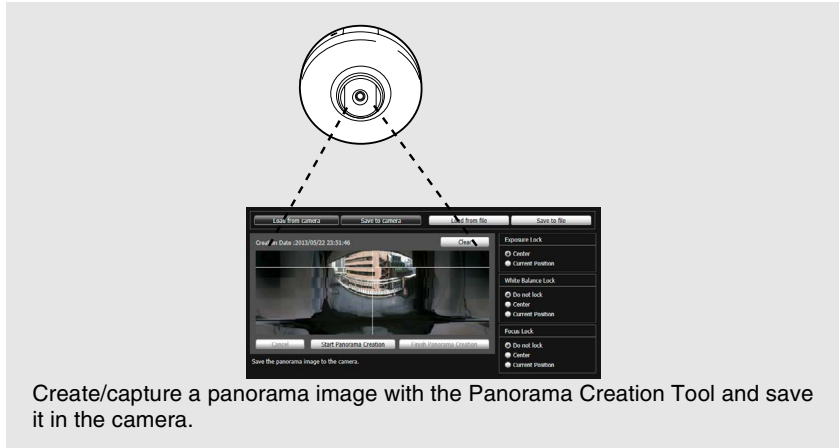 Load from camera Save to camera Load from file Save to file
Creation Date :2013/05/22 23:51:46 Clear
Exposure Lock
Center
Current Position
White Balance Lock
Do not lock
Center
Current Position
Focus Lock
Do not lock
Center
Current Position
Cancel Start Panorama Creation Finish Panorama Creation
Save the panorama image to the camera.
Create/capture a panorama image with the Panorama Creation Tool and save
it in the camera.